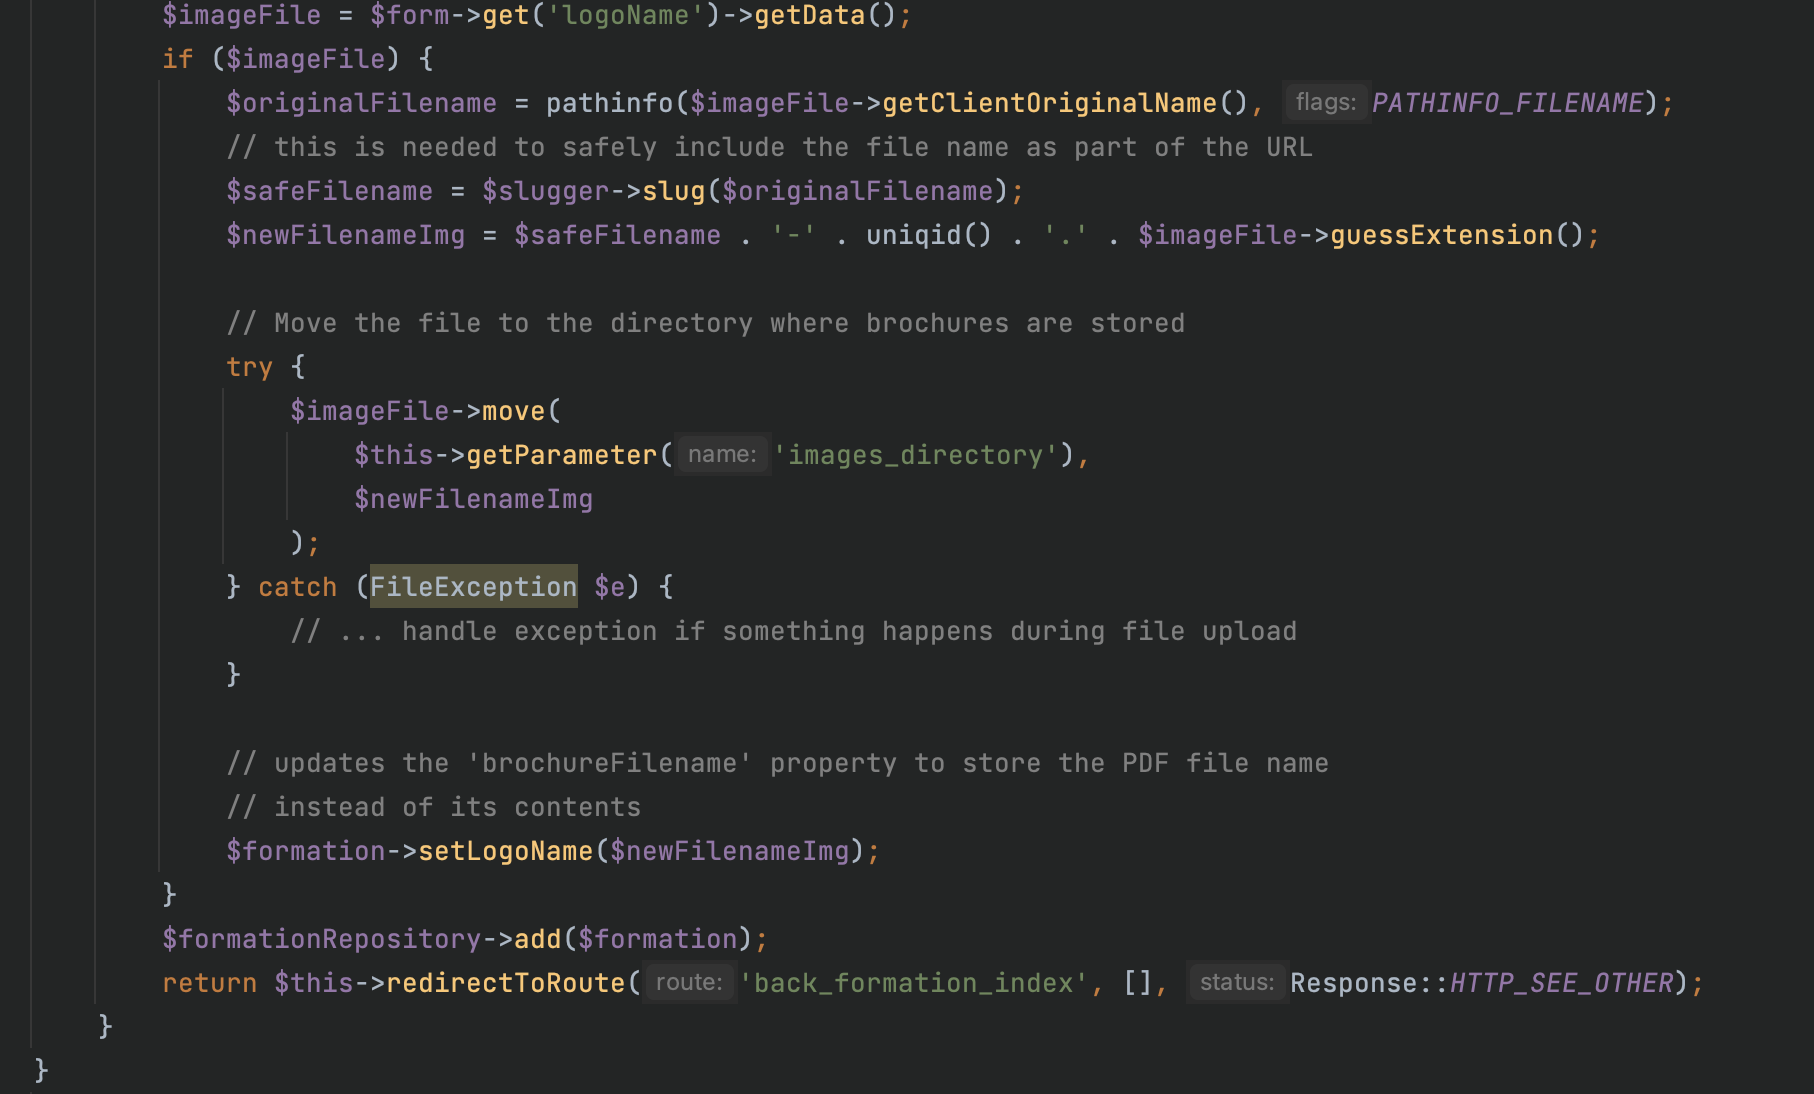 $imageFile = $form->get('logoName')->getData();
if ($imageFile) {
$originalFilename = pathinfo($imageFile->getClientOriginalName(), flags: PATHINFO_FILENAME);
// this is needed to safely include the file name as part of the URL
$safeFilename = $slugger->slug($originalFilename);
$newFilenameImg = $safeFilename . '-' . uniqid() . '.' . $imageFile->guessExtension();
// Move the file to the directory where brochures are stored
try {
$imageFile->move(
$this->getParameter( name: 'images_directory'),
$newFilenameImg
);
} catch (FileException $e) {
// ... handle exception if something happens during file upload
}
// updates the 'brochureFilename' property to store the PDF file name
// instead of its contents
$formation->setLogoName($newFilenameImg);
}
$formationRepository->add($formation);
return $this->redirectToRoute( route: 'back_formation_index', [], status: Response::HTTP_SEE_OTHER);
}
}